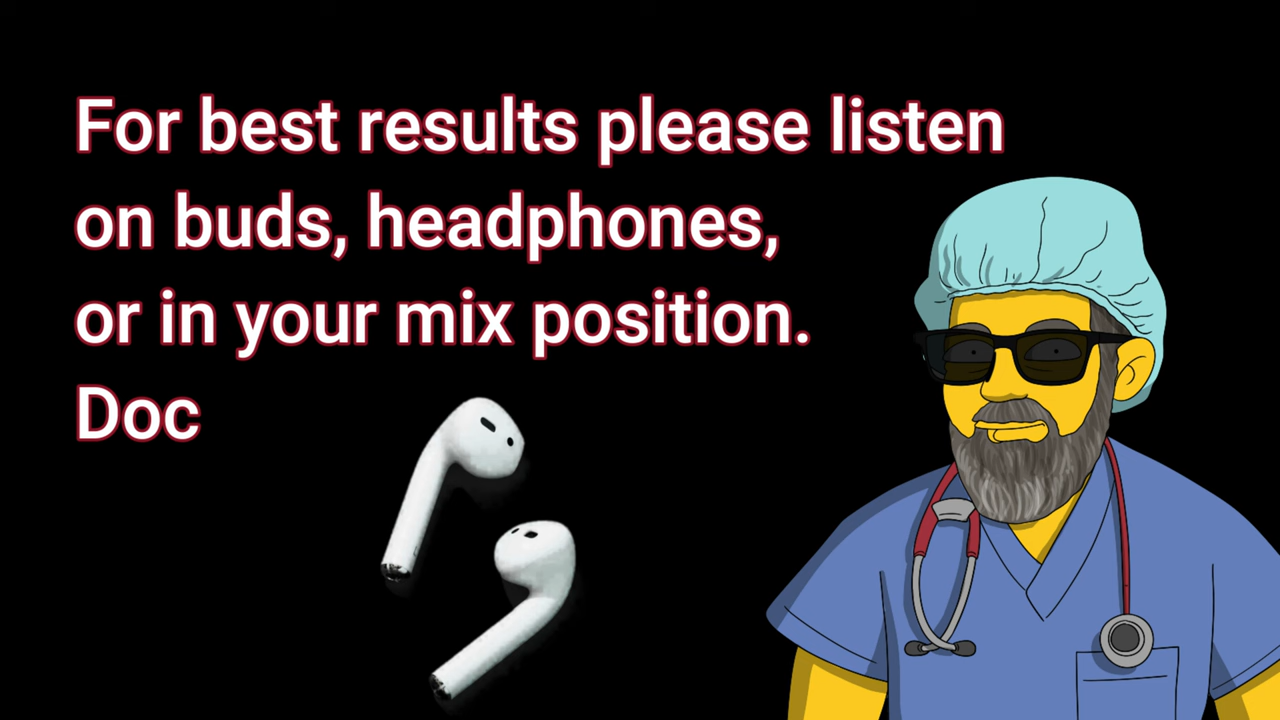 For best results please listen
on buds, headphones,
or in your mix position.
Doc